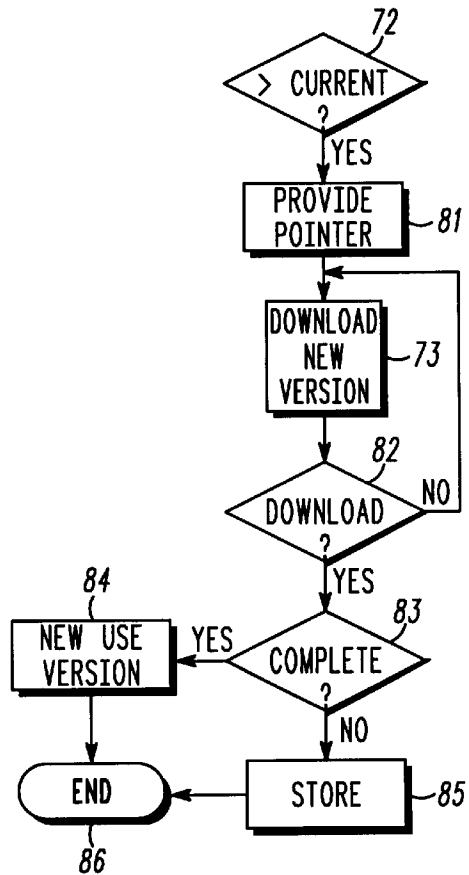 72
> CURRENT
?
YES
PROVIDE
POINTER
81
DOWNLOAD
NEW
VERSION
73
82
DOWNLOAD
?
NO
YES
84
NEW USE
VERSION
YES
83
COMPLETE
?
NO
END
86
STORE
85